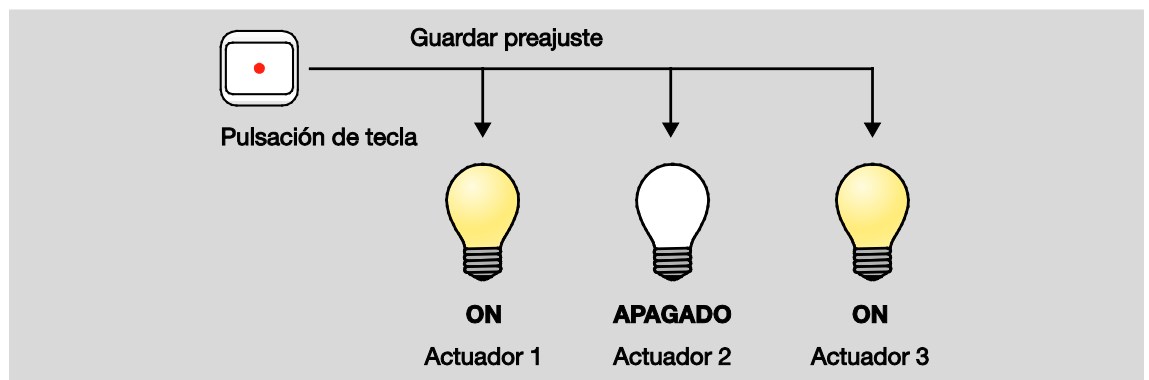 Guardar preajuste
Pulsación de tecla
ON APAGADO ON
Actuador 1 Actuador 2 Actuador 3